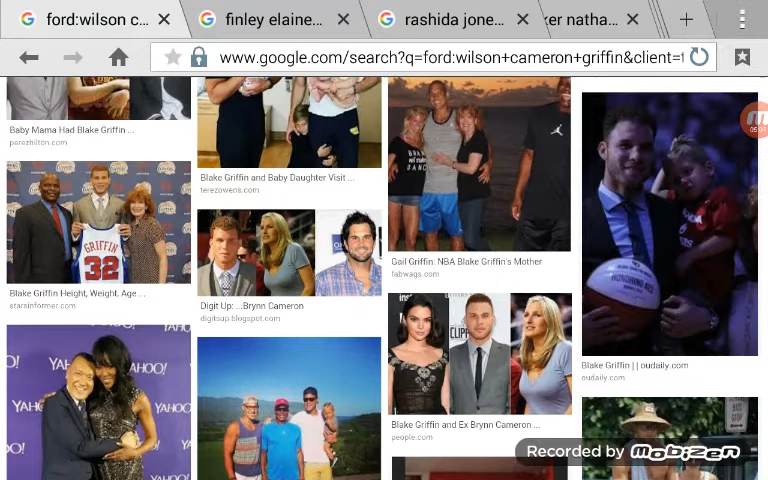 ford:wilson c...
finley elaine...
rashida jone...
ker natha...
www.google.com/search?q=ford:wilson+cameron+griffin&client=
Baby Mama Had Blake Griffin ...
perezhilton.com
Blake Griffin and Baby Daughter Visit ...
terezowens.com
GRIFFIN
32
Blake Griffin Height, Weight, Age ...
starsinformer.com
Digit Up: ...Brynn Cameron
digitsup.blogspot.com
Gail Griffin: NBA Blake Griffin's Mother
fabwags.com
Blake Griffin and Ex Brynn Cameron ...
people.com
Blake Griffin || oudaily.com
oudaily.com
YAHOO!
YAHOO!
Recorded by Mobizen